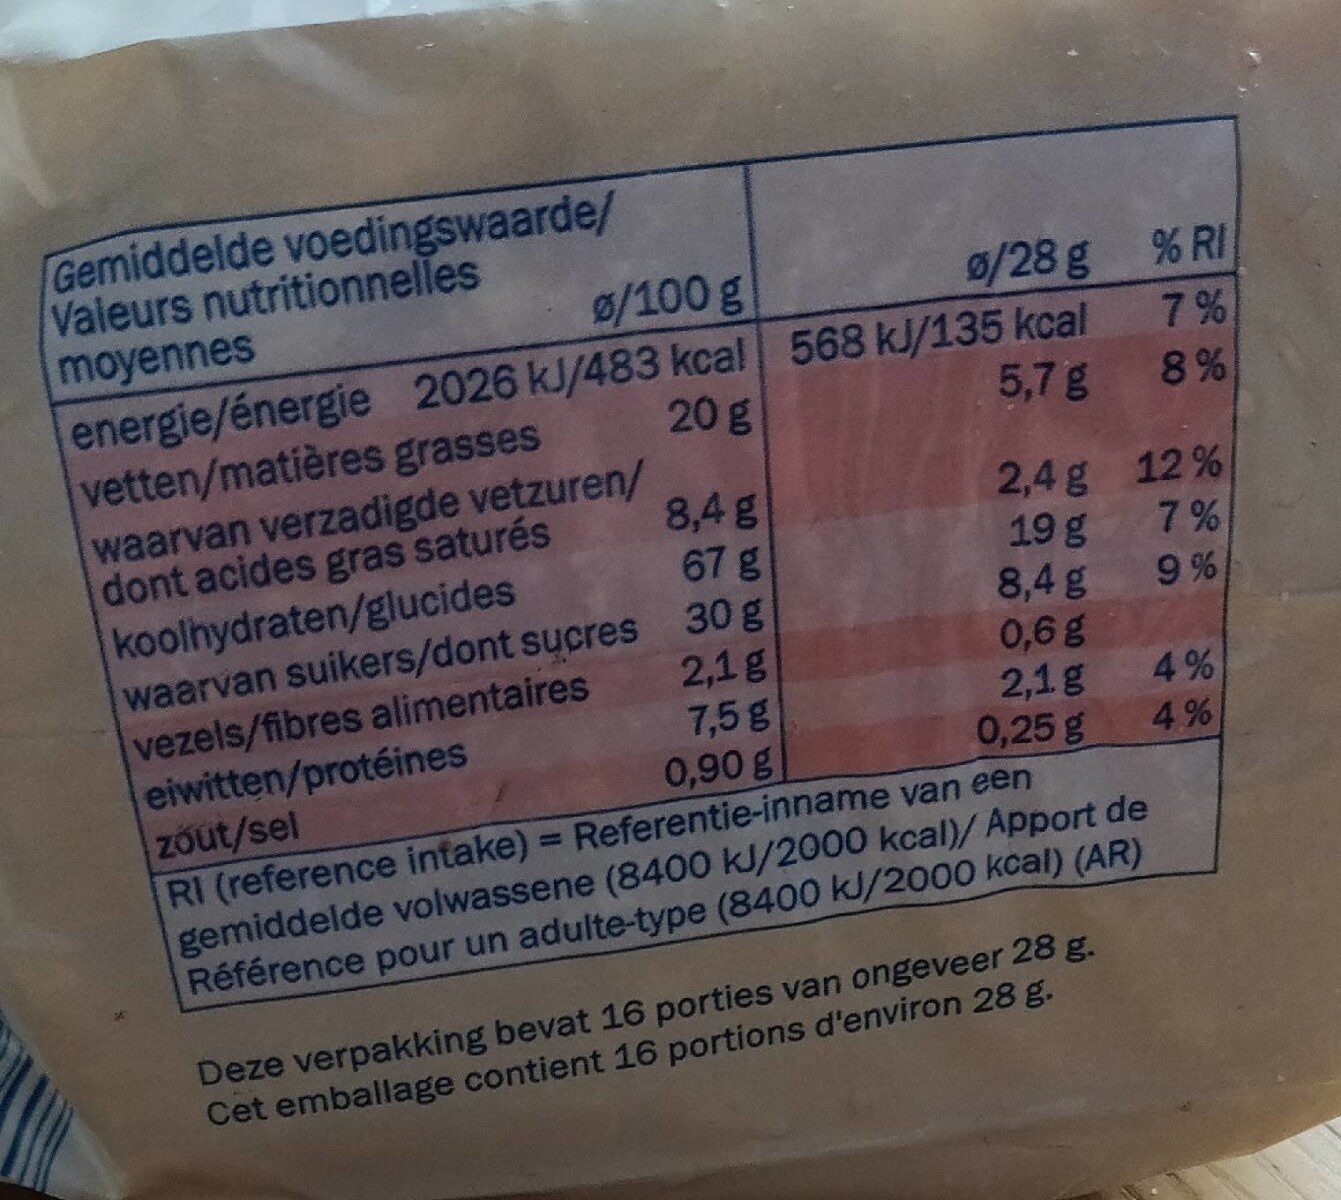 Gemiddelde voedingswaarde/
Valeurs nutritionnelles
moyennes ø/100 g ø/28 g % RI
energie/énergie 2026 kJ/483 kcal 568 kJ/135 kcal 7 %
vetten/matières grasses 20 g 5,7 g 8 %
waarvan verzadigde vetzuren/
dont acides gras saturés 8,4 g 2,4 g 12 %
koolhydraten/glucides 67 g 19 g 7 %
waarvan suikers/dont sucres 30 g 8,4 g 9 %
vezels/fibres alimentaires 2,1 g 0,6 g
eiwitten/protéines 7,5 g 2,1 g 4 %
zout/sel 0,90 g 0,25 g 4 %
RI (reference intake) = Referentie-inname van een
gemiddelde volwassene (8400 kJ/2000 kcal)/ Apport de
Référence pour un adulte-type (8400 kJ/2000 kcal) (AR)
Deze verpakking bevat 16 porties van ongeveer 28 g.
Cet emballage contient 16 portions d'environ 28 g.